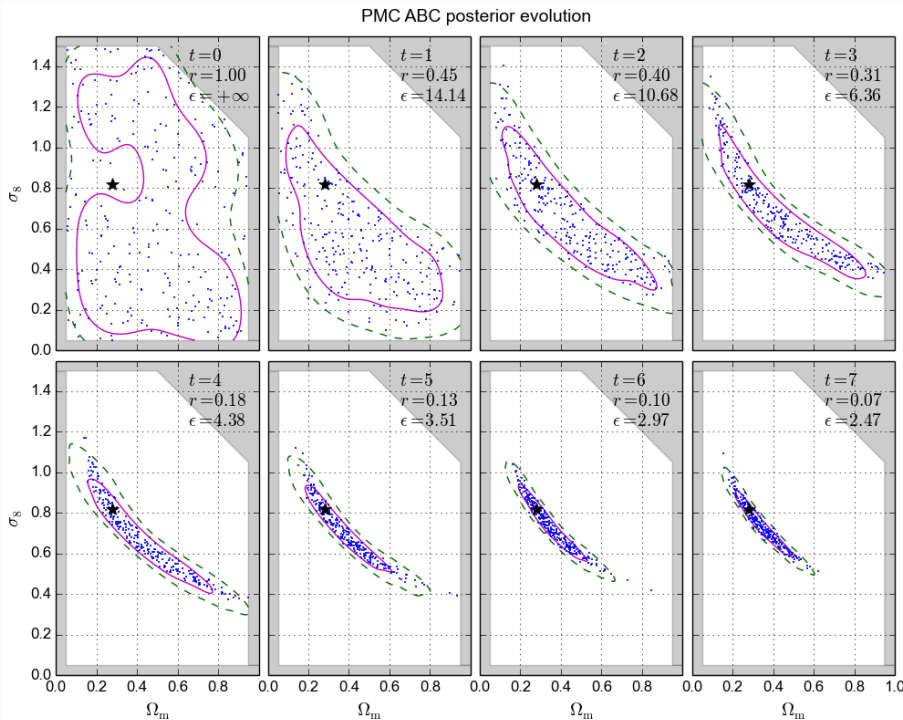 PMC ABC posterior evolution
t=0
r=1.00
ϵ=+∞
t=1
r=0.45
ϵ=14.14
t=2
r=0.40
ϵ=10.68
t=3
r=0.31
ϵ=6.36
1.4
1.2
1.0
0.8
0.6
0.4
0.2
0.0
σ₈
t=4
r=0.18
ϵ=4.38
t=5
r=0.13
ϵ=3.51
t=6
r=0.10
ϵ=2.97
t=7
r=0.07
ϵ=2.47
1.4
1.2
1.0
0.8
0.6
0.4
0.2
0.0
σ₈
0.0 0.2 0.4 0.6 0.8 0.0 0.2 0.4 0.6 0.8 0.0 0.2 0.4 0.6 0.8 0.0 0.2 0.4 0.6 0.8 1.0
Ωₘ Ωₘ Ωₘ Ωₘ